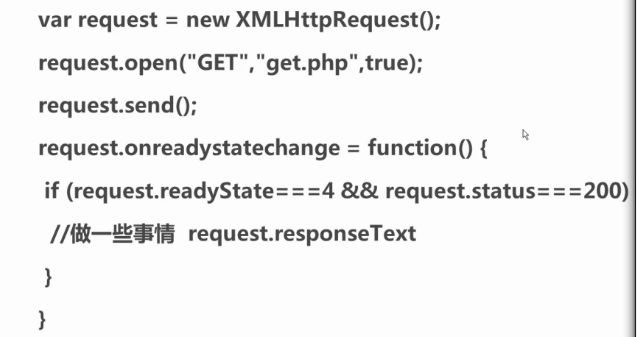 var request = new XMLHttpRequest();
request.open("GET","get.php",true);
request.send();
request.onreadystatechange = function() {
if (request.readyState===4 && request.status===200)
//做一些事情 request.responseText
}
}